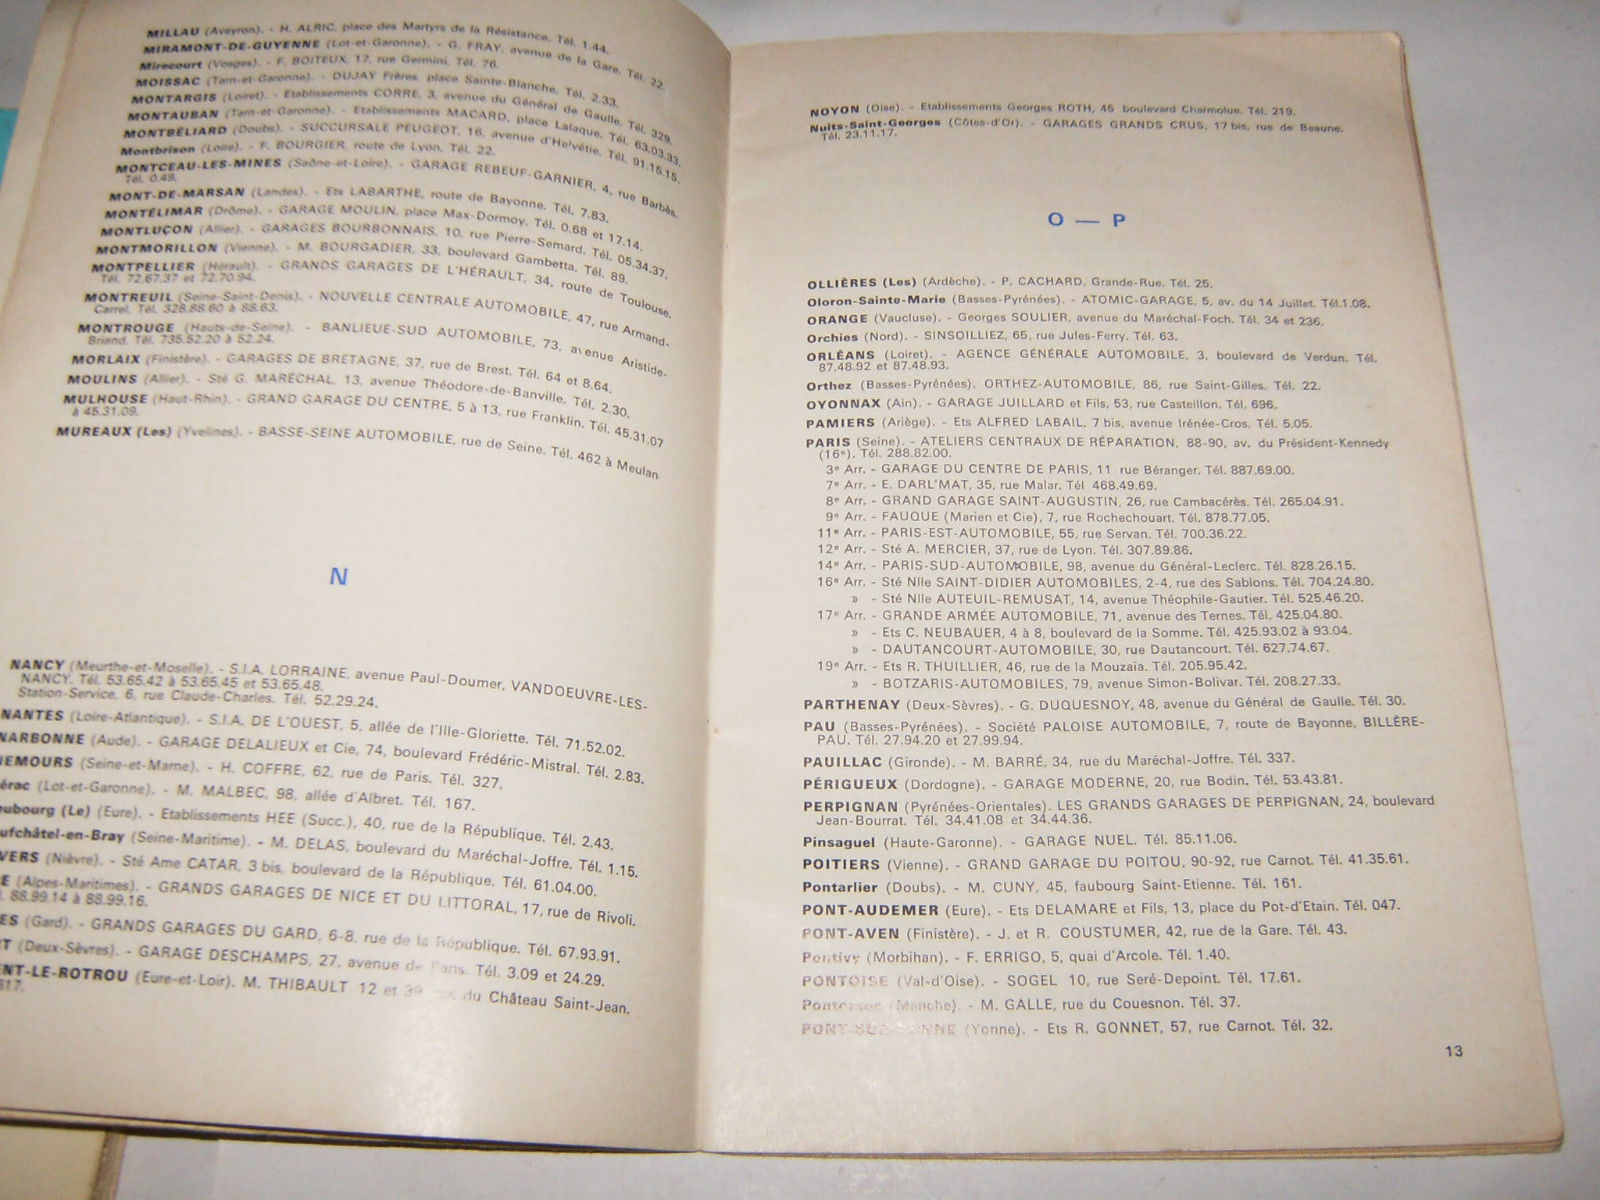 MILLAU (Aveyron). - H. ALRIC, place des Martyrs de la Résistance. Tél. 1.44.
MIRAMONT-DE-GUYENNE (Lot-et-Garonne). - G. FRAY, avenue de la Gare. Tél. 22.
Mirecourt (Vosges). - F. BOITEUX, 17, rue Germini. Tél. 76.
MOISSAC (Tarn-et-Garonne). - DUJAY Frères, place Sainte-Blanche. Tél. 2.33.
MONTARGIS (Loiret). - Etablissements CORRE, 3, avenue du Général de Gaulle. Tél. 329.
MONTAUBAN (Tarn-et-Garonne). - Etablissements MACARD, place Lalaque. Tél. 63.03.33.
MONTBÉLIARD (Doubs). - SUCCURSALE PEUGEOT, 16, avenue d'Helvétie. Tél. 91.15.15.
Montbrison (Loire). - F. BOURGIER, route de Lyon. Tél. 22.
MONTCEAU-LES-MINES (Saône-et-Loire). - GARAGE REBEUF-GARNIER, 4, rue Barbès.
Tél. 0.49.
MONT-DE-MARSAN (Landes). - Ets LABARTHE, route de Bayonne. Tél. 7.83.
MONTÉLIMAR (Drôme). - GARAGE MOULIN, place Max-Dormoy. Tél. 0.68 et 17.14.
MONTLUÇON (Allier). - GARAGES BOURBONNAIS, 10, rue Pierre-Semard. Tél. 05.34.37.
MONTMORILLON (Vienne). - M. BOURGADIER, 33, boulevard Gambetta. Tél. 89.
MONTPELLIER (Hérault). - GRANDS GARAGES DE L'HÉRAULT, 34, route de Toulouse.
Tél. 72.67.37 et 72.70.94.
MONTREUIL (Seine-Saint-Denis). - NOUVELLE CENTRALE AUTOMOBILE, 47, rue Armand-
Carrel. Tél. 328.88.60 à 88.63.
MONTROUGE (Hauts-de-Seine). - BANLIEUE-SUD AUTOMOBILE, 73, avenue Aristide-
Briand. Tél. 735.52.20 à 52.24.
MORLAIX (Finistère). - GARAGES DE BRETAGNE, 37, rue de Brest. Tél. 64 et 8.64.
MOULINS (Allier). - Sté G. MARÉCHAL, 13, avenue Théodore-de-Banville. Tél. 2.30.
MULHOUSE (Haut-Rhin). - GRAND GARAGE DU CENTRE, 5 à 13, rue Franklin. Tél. 45.31.07
à 45.31.09.
MUREAUX (Les) (Yvelines). - BASSE-SEINE AUTOMOBILE, rue de Seine. Tél. 462 à Meulan.
N
NANCY (Meurthe-et-Moselle). - S.I.A. LORRAINE, avenue Paul-Doumer, VANDOEUVRE-LES-
NANCY. Tél. 53.65.42 à 53.65.45 et 53.65.48.
Station-Service, 6, rue Claude-Charles. Tél. 52.29.24.
NANTES (Loire-Atlantique). - S.I.A. DE L'OUEST, 5, allée de l'Ille-Gloriette. Tél. 71.52.02.
NARBONNE (Aude). - GARAGE DELALIEUX et Cie, 74, boulevard Frédéric-Mistral. Tél. 2.83.
NEMOURS (Seine-et-Marne). - H. COFFRE, 62, rue de Paris. Tél. 327.
érac (Lot-et-Garonne). - M. MALBEC, 98, allée d'Albret. Tél. 167.
eubourg (Le) (Eure). - Etablissements HEE (Succ.), 40, rue de la République. Tél. 2.43.
ufchâtel-en-Bray (Seine-Maritime). - M. DELAS, boulevard du Maréchal-Joffre. Tél. 1.15.
VERS (Nièvre). - Sté Ame CATAR, 3 bis, boulevard de la République. Tél. 61.04.00.
E (Alpes-Maritimes). - GRANDS GARAGES DE NICE ET DU LITTORAL, 17, rue de Rivoli.
l. 88.99.14 à 88.99.16.
ES (Gard). - GRANDS GARAGES DU GARD, 6-8, rue de la République. Tél. 67.93.91.
RT (Deux-Sèvres). - GARAGE DESCHAMPS, 27, avenue de Paris. Tél. 3.09 et 24.29.
ENT-LE-ROTROU (Eure-et-Loir). M. THIBAULT 12 et 39 du Château Saint-Jean.
317.
NOYON (Oise). - Etablissements Georges ROTH, 45 boulevard Charmolue. Tél. 219.
Nuits-Saint-Georges (Côtes-d'Or). - GARAGES GRANDS CRUS, 17 bis, rue de Beaune.
Tél. 23.11.17.
O — P
OLLIÈRES (Les) (Ardèche). - P. CACHARD, Grande-Rue. Tél. 25.
Oloron-Sainte-Marie (Basses-Pyrénées). - ATOMIC-GARAGE, 5, av. du 14 Juillet. Tél.1.08.
ORANGE (Vaucluse). - Georges SOULIER, avenue du Maréchal-Foch. Tél. 34 et 236.
Orchies (Nord). - SINSOILLIEZ, 65, rue Jules-Ferry. Tél. 63.
ORLÉANS (Loiret). - AGENCE GÉNÉRALE AUTOMOBILE, 3, boulevard de Verdun. Tél.
87.48.92 et 87.48.93.
Orthez (Basses-Pyrénées). ORTHEZ-AUTOMOBILE, 86, rue Saint-Gilles. Tél. 22.
OYONNAX (Ain). - GARAGE JUILLARD et Fils, 53, rue Casteillon. Tél. 696.
PAMIERS (Ariège). - Ets ALFRED LABAIL, 7 bis, avenue Irénée-Cros. Tél. 5.05.
PARIS (Seine). - ATELIERS CENTRAUX DE RÉPARATION, 88-90, av. du Président-Kennedy
(16e). Tél. 288.82.00.
3e Arr. - GARAGE DU CENTRE DE PARIS, 11 rue Béranger. Tél. 887.69.00.
7e Arr. - E. DARL'MAT, 35, rue Malar. Tél 468.49.69.
8e Arr. - GRAND GARAGE SAINT-AUGUSTIN, 26, rue Cambacérès. Tél. 265.04.91.
9e Arr. - FAUQUE (Marien et Cie), 7, rue Rochechouart. Tél. 878.77.05.
11e Arr. - PARIS-EST-AUTOMOBILE, 55, rue Servan. Tél. 700.36.22.
12e Arr. - Sté A. MERCIER, 37, rue de Lyon. Tél. 307.89.86.
14e Arr. - PARIS-SUD-AUTOMOBILE, 98, avenue du Général-Leclerc. Tél. 828.26.15.
16e Arr. - Sté Nlle SAINT-DIDIER AUTOMOBILES, 2-4, rue des Sablons. Tél. 704.24.80.
» - Sté Nlle AUTEUIL-REMUSAT, 14, avenue Théophile-Gautier. Tél. 525.46.20.
17e Arr. - GRANDE ARMÉE AUTOMOBILE, 71, avenue des Ternes. Tél. 425.04.80.
» - Ets C. NEUBAUER, 4 à 8, boulevard de la Somme. Tél. 425.93.02 à 93.04.
» - DAUTANCOURT-AUTOMOBILE, 30, rue Dautancourt. Tél. 627.74.67.
19e Arr. - Ets R. THUILLIER, 46, rue de la Mouzaïa. Tél. 205.95.42.
» - BOTZARIS-AUTOMOBILES, 79, avenue Simon-Bolivar. Tél. 208.27.33.
PARTHENAY (Deux-Sèvres). - G. DUQUESNOY, 48, avenue du Général de Gaulle. Tél. 30.
PAU (Basses-Pyrénées). - Société PALOISE AUTOMOBILE, 7, route de Bayonne, BILLÈRE-
PAU. Tél. 27.94.20 et 27.99.94.
PAUILLAC (Gironde). - M. BARRÉ, 34, rue du Maréchal-Joffre. Tél. 337.
PÉRIGUEUX (Dordogne). - GARAGE MODERNE, 20, rue Bodin. Tél. 53.43.81.
PERPIGNAN (Pyrénées-Orientales). LES GRANDS GARAGES DE PERPIGNAN, 24, boulevard
Jean-Bourrat. Tél. 34.41.08 et 34.44.36.
Pinsaguel (Haute-Garonne). - GARAGE NUEL. Tél. 85.11.06.
POITIERS (Vienne). - GRAND GARAGE DU POITOU, 90-92, rue Carnot. Tél. 41.35.61.
Pontarlier (Doubs). - M. CUNY, 45, faubourg Saint-Etienne. Tél. 161.
PONT-AUDEMER (Eure). - Ets DELAMARE et Fils, 13, place du Pot-d'Etain. Tél. 047.
PONT-AVEN (Finistère). - J. et R. COUSTUMER, 42, rue de la Gare. Tél. 43.
Pontivy (Morbihan). - F. ERRIGO, 5, quai d'Arcole. Tél. 1.40.
PONTOISE (Val-d'Oise). - SOGEL 10, rue Seré-Depoint. Tél. 17.61.
Pontorson (Manche). - M. GALLE, rue du Couesnon. Tél. 37.
PONT-SUR-YONNE (Yonne). - Ets R. GONNET, 57, rue Carnot. Tél. 32.
13